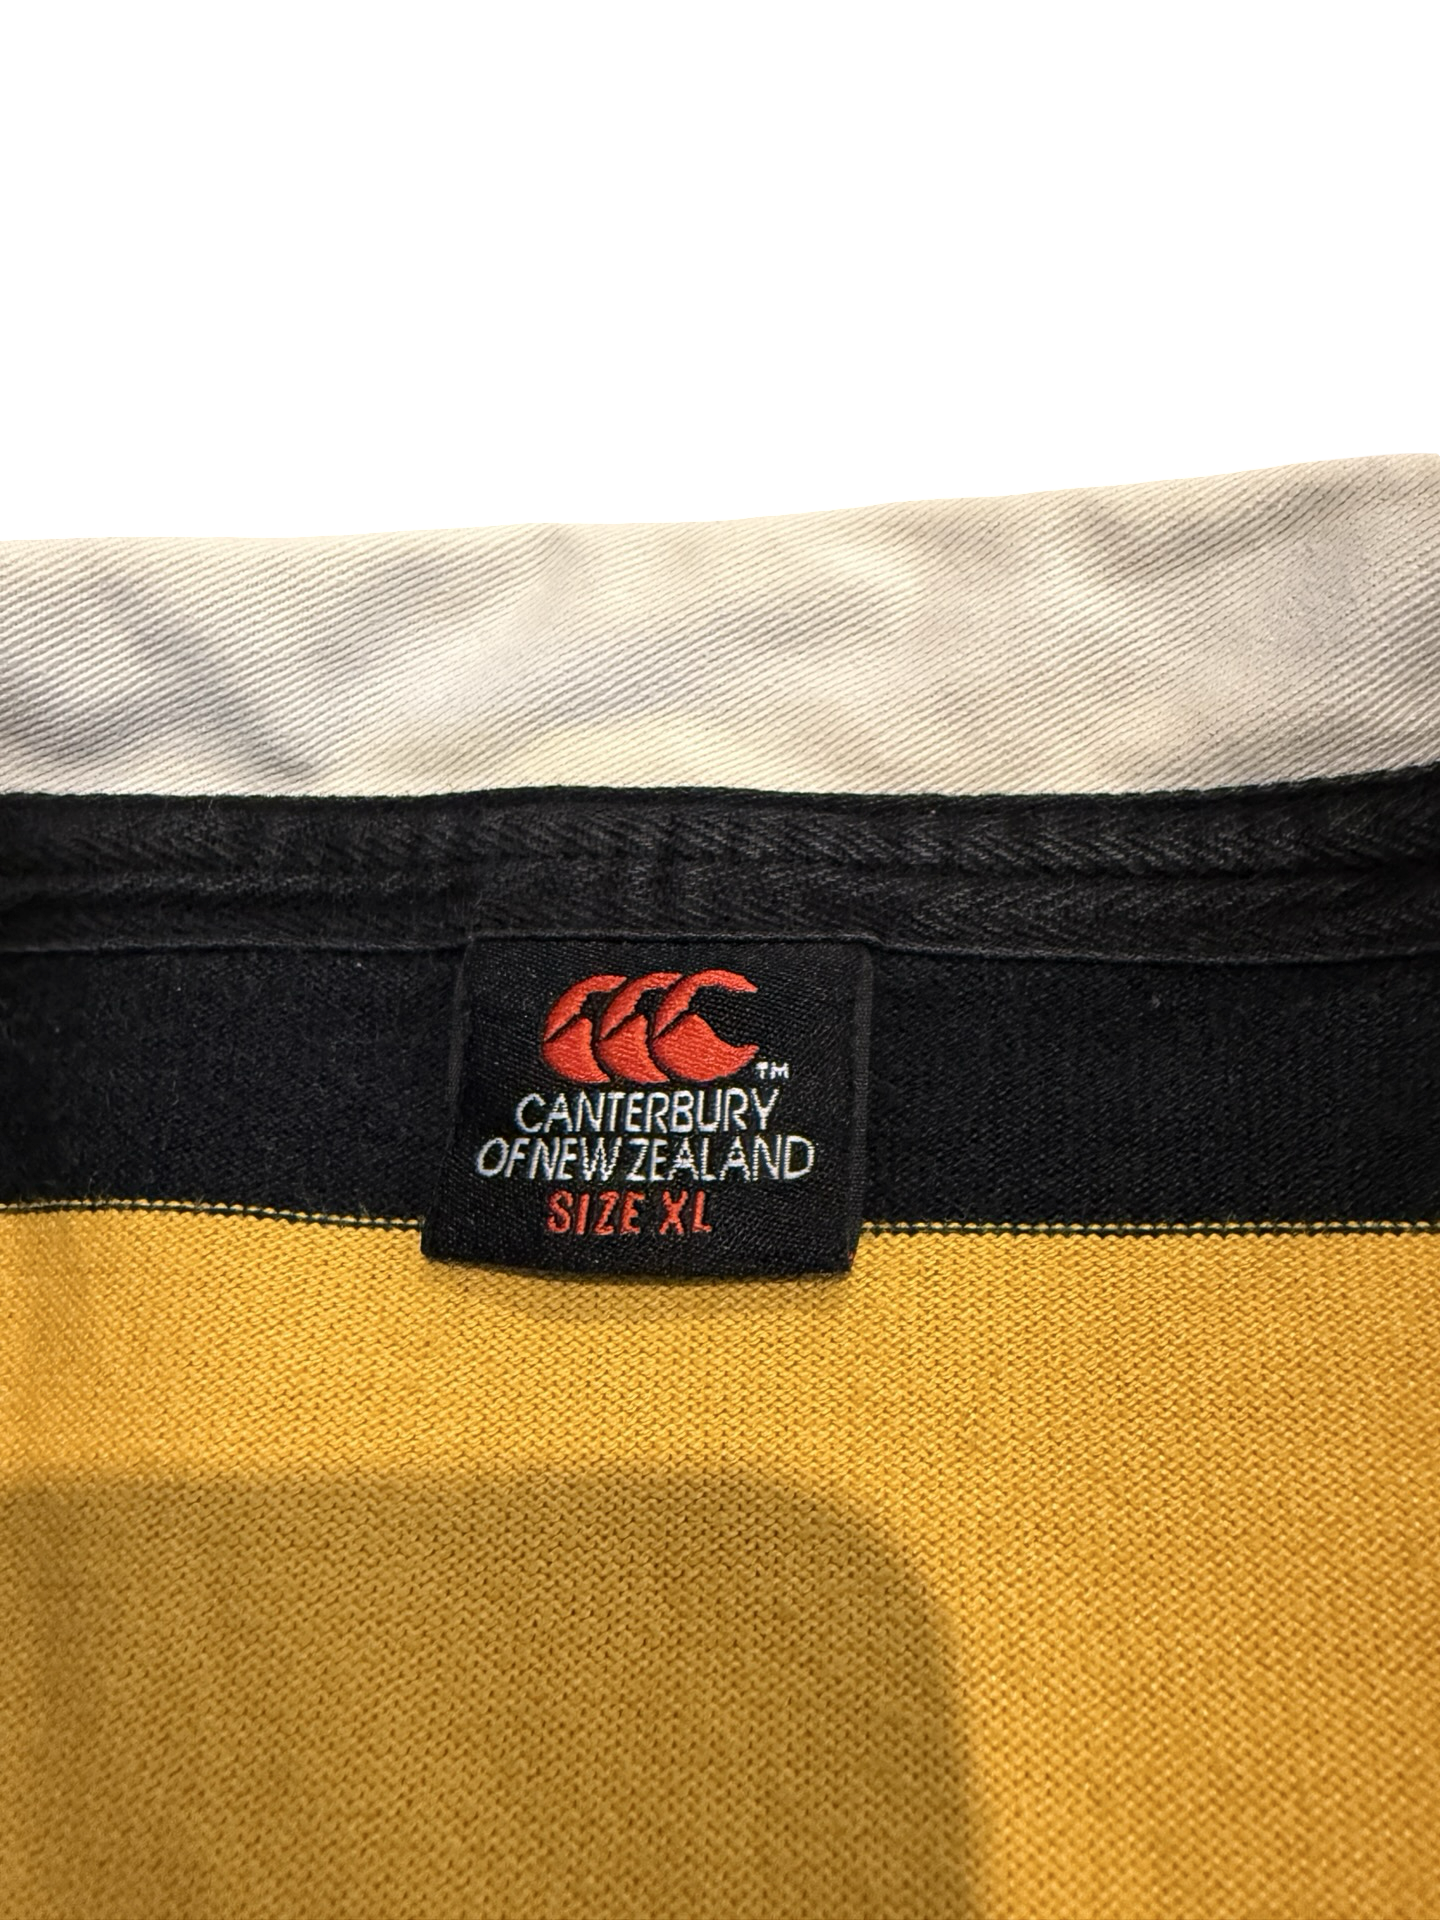 TM
CANTERBURY
OF NEW ZEALAND
SIZE XL